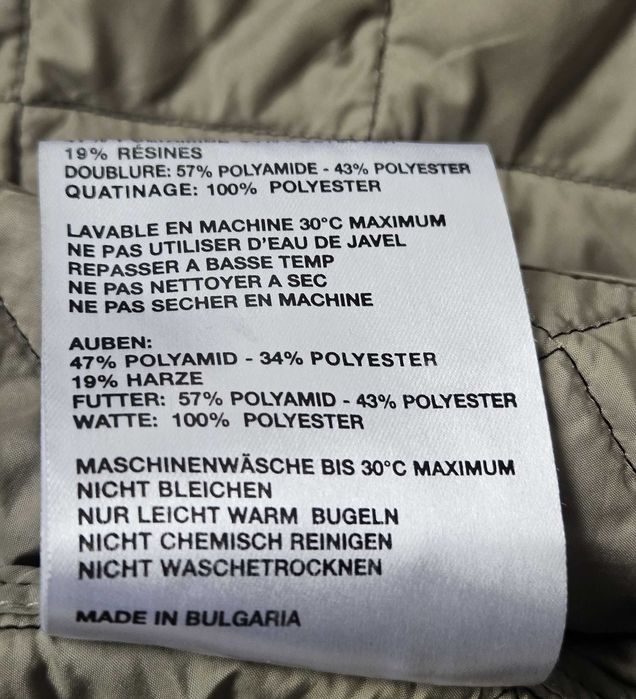 19% RÉSINES
DOUBLURE: 57% POLYAMIDE - 43% POLYESTER
QUATINAGE: 100% POLYESTER
LAVABLE EN MACHINE 30°C MAXIMUM
NE PAS UTILISER D'EAU DE JAVEL
REPASSER A BASSE TEMP
NE PAS NETTOYER A SEC
NE PAS SECHER EN MACHINE
AUBEN:
47% POLYAMID - 34% POLYESTER
19% HARZE
FUTTER: 57% POLYAMID - 43% POLYESTER
WATTE: 100% POLYESTER
MASCHINENWÄSCHE BIS 30°C MAXIMUM
NICHT BLEICHEN
NUR LEICHT WARM BUGELN
NICHT CHEMISCH REINIGEN
NICHT WASCHETROCKNEN
MADE IN BULGARIA